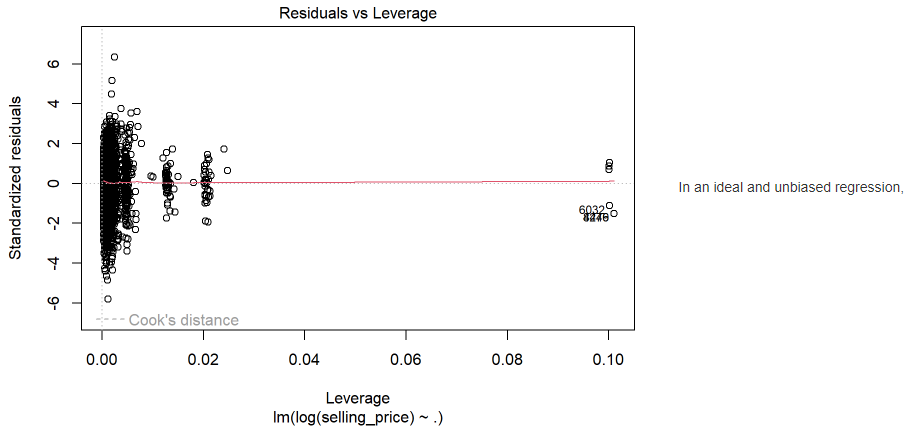 Residuals vs Leverage
Standardized residuals
6
4
2
0
-2
-4
-6
6032
Cook's distance
0.00 0.02 0.04 0.06 0.08 0.10
Leverage
lm(log(selling_price) ~ .)
In an ideal and unbiased regression,